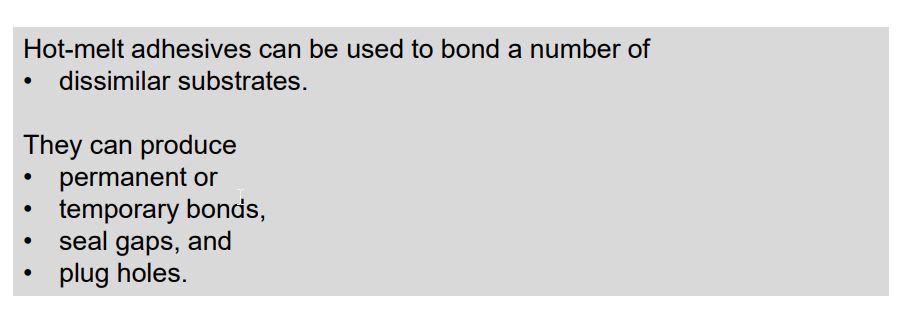 Hot-melt adhesives can be used to bond a number of
• dissimilar substrates.
They can produce
• permanent or
• temporary bonds,
• seal gaps, and
• plug holes.